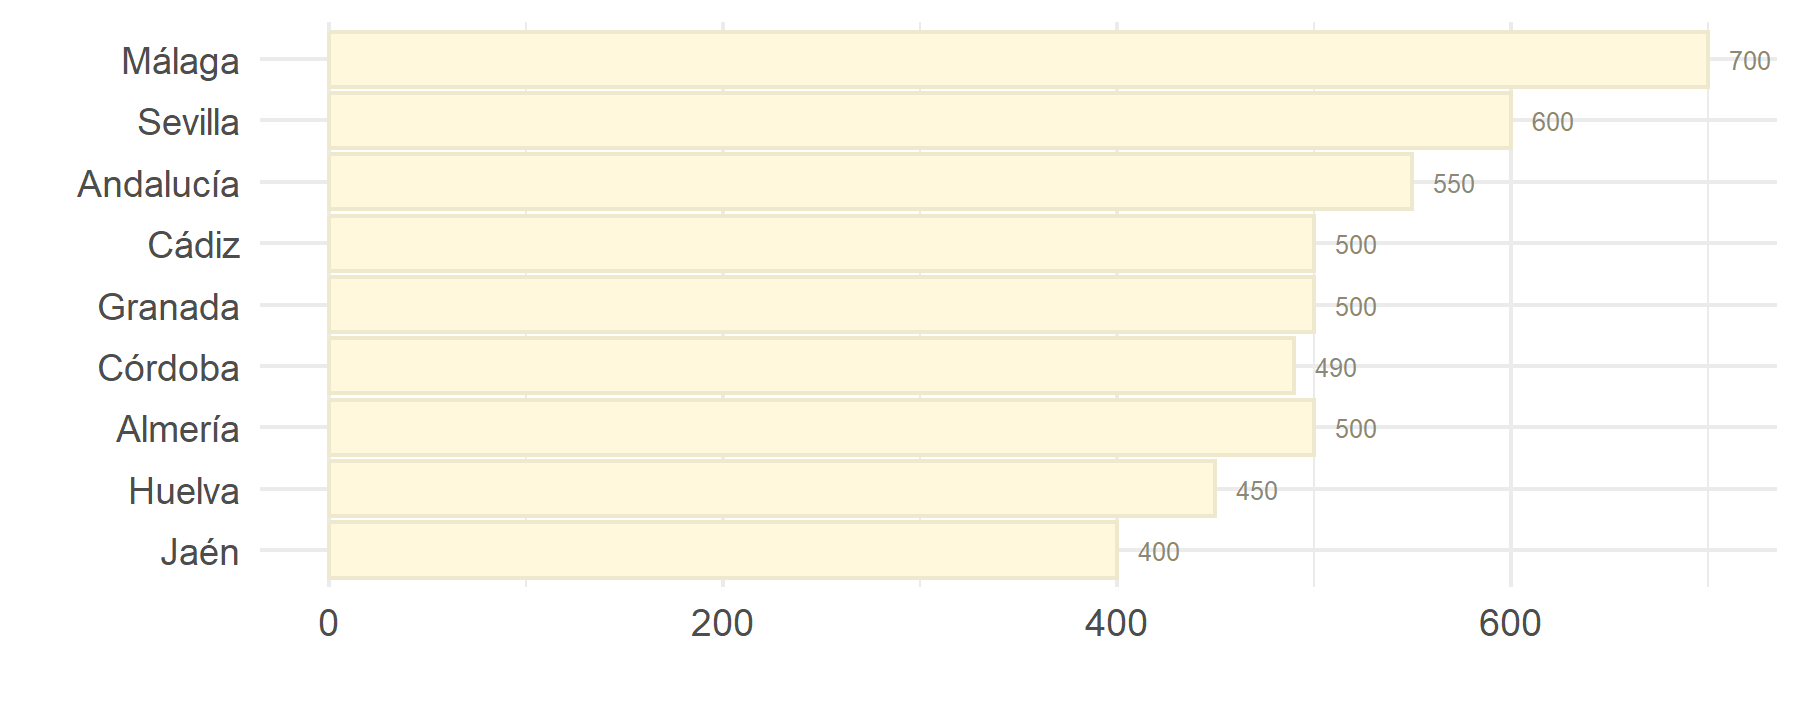 Málaga 700
Sevilla 600
Andalucía 550
Cádiz 500
Granada 500
Córdoba 490
Almería 500
Huelva 450
Jaén 400
0 200 400 600